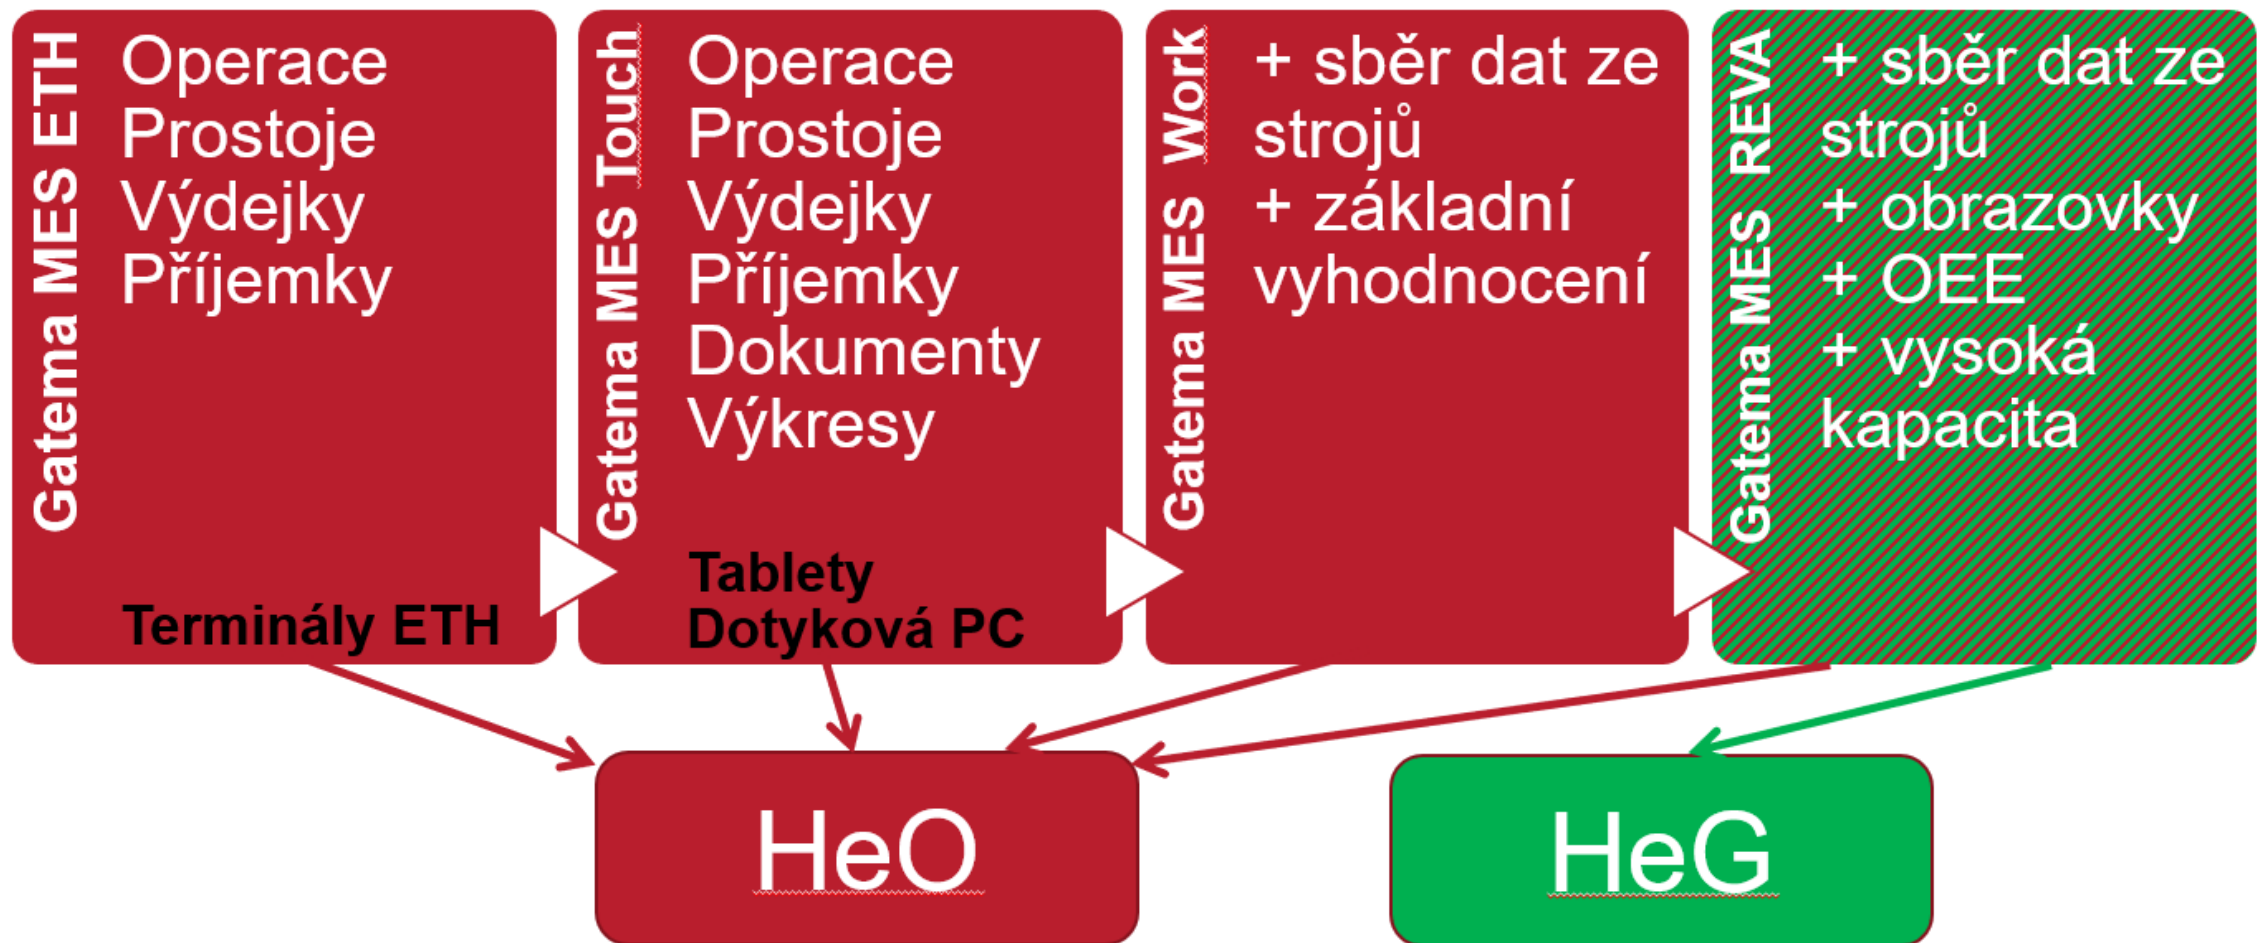 Gatema MES ETH
Operace
Prostoje
Výdejky
Příjemky
Terminály ETH
Gatema MES Touch
Operace
Prostoje
Výdejky
Příjemky
Dokumenty
Výkresy
Tablety
Dotyková PC
Gatema MES Work
+ sběr dat ze
strojů
+ základní
vyhodnocení
Gatema MES REVA
+ sběr dat ze
strojů
+ obrazovky
+ OEE
+ vysoká
kapacita
HeO
HeG